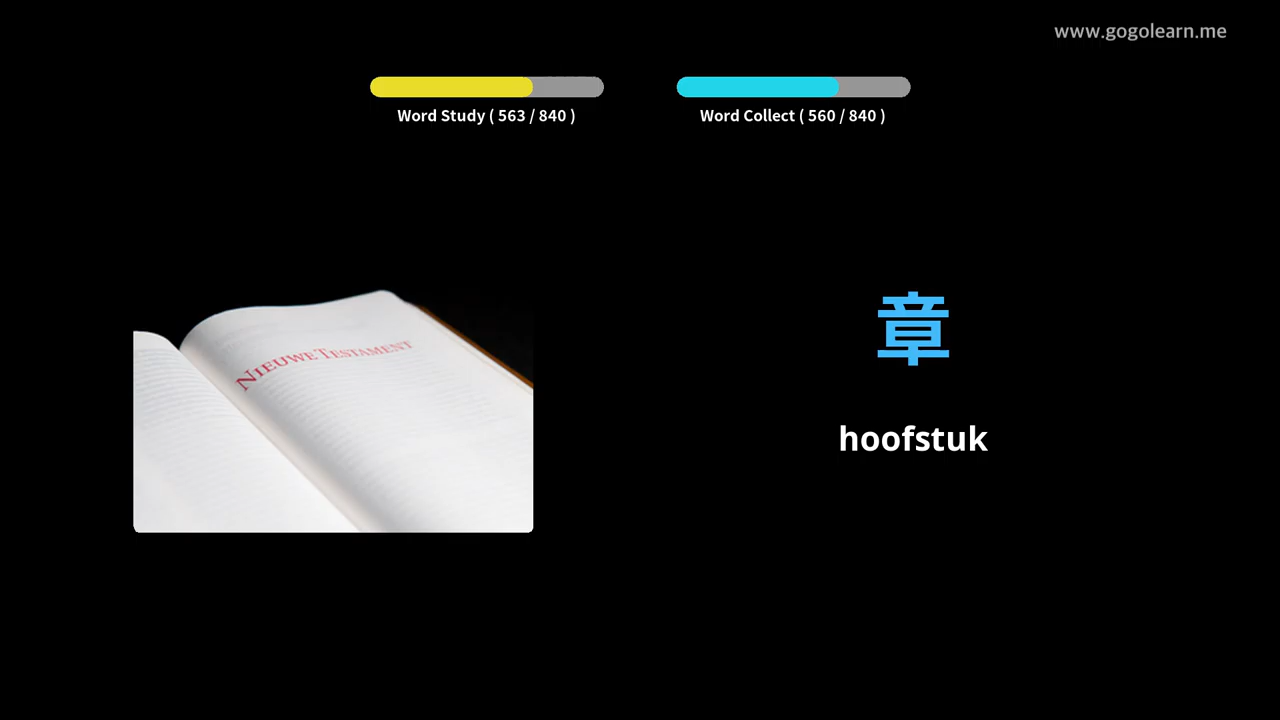 www.gogolearn.me
Word Study ( 563 / 840 )
Word Collect ( 560 / 840 )
NIEUWE TESTAMENT
章
hoofstuk